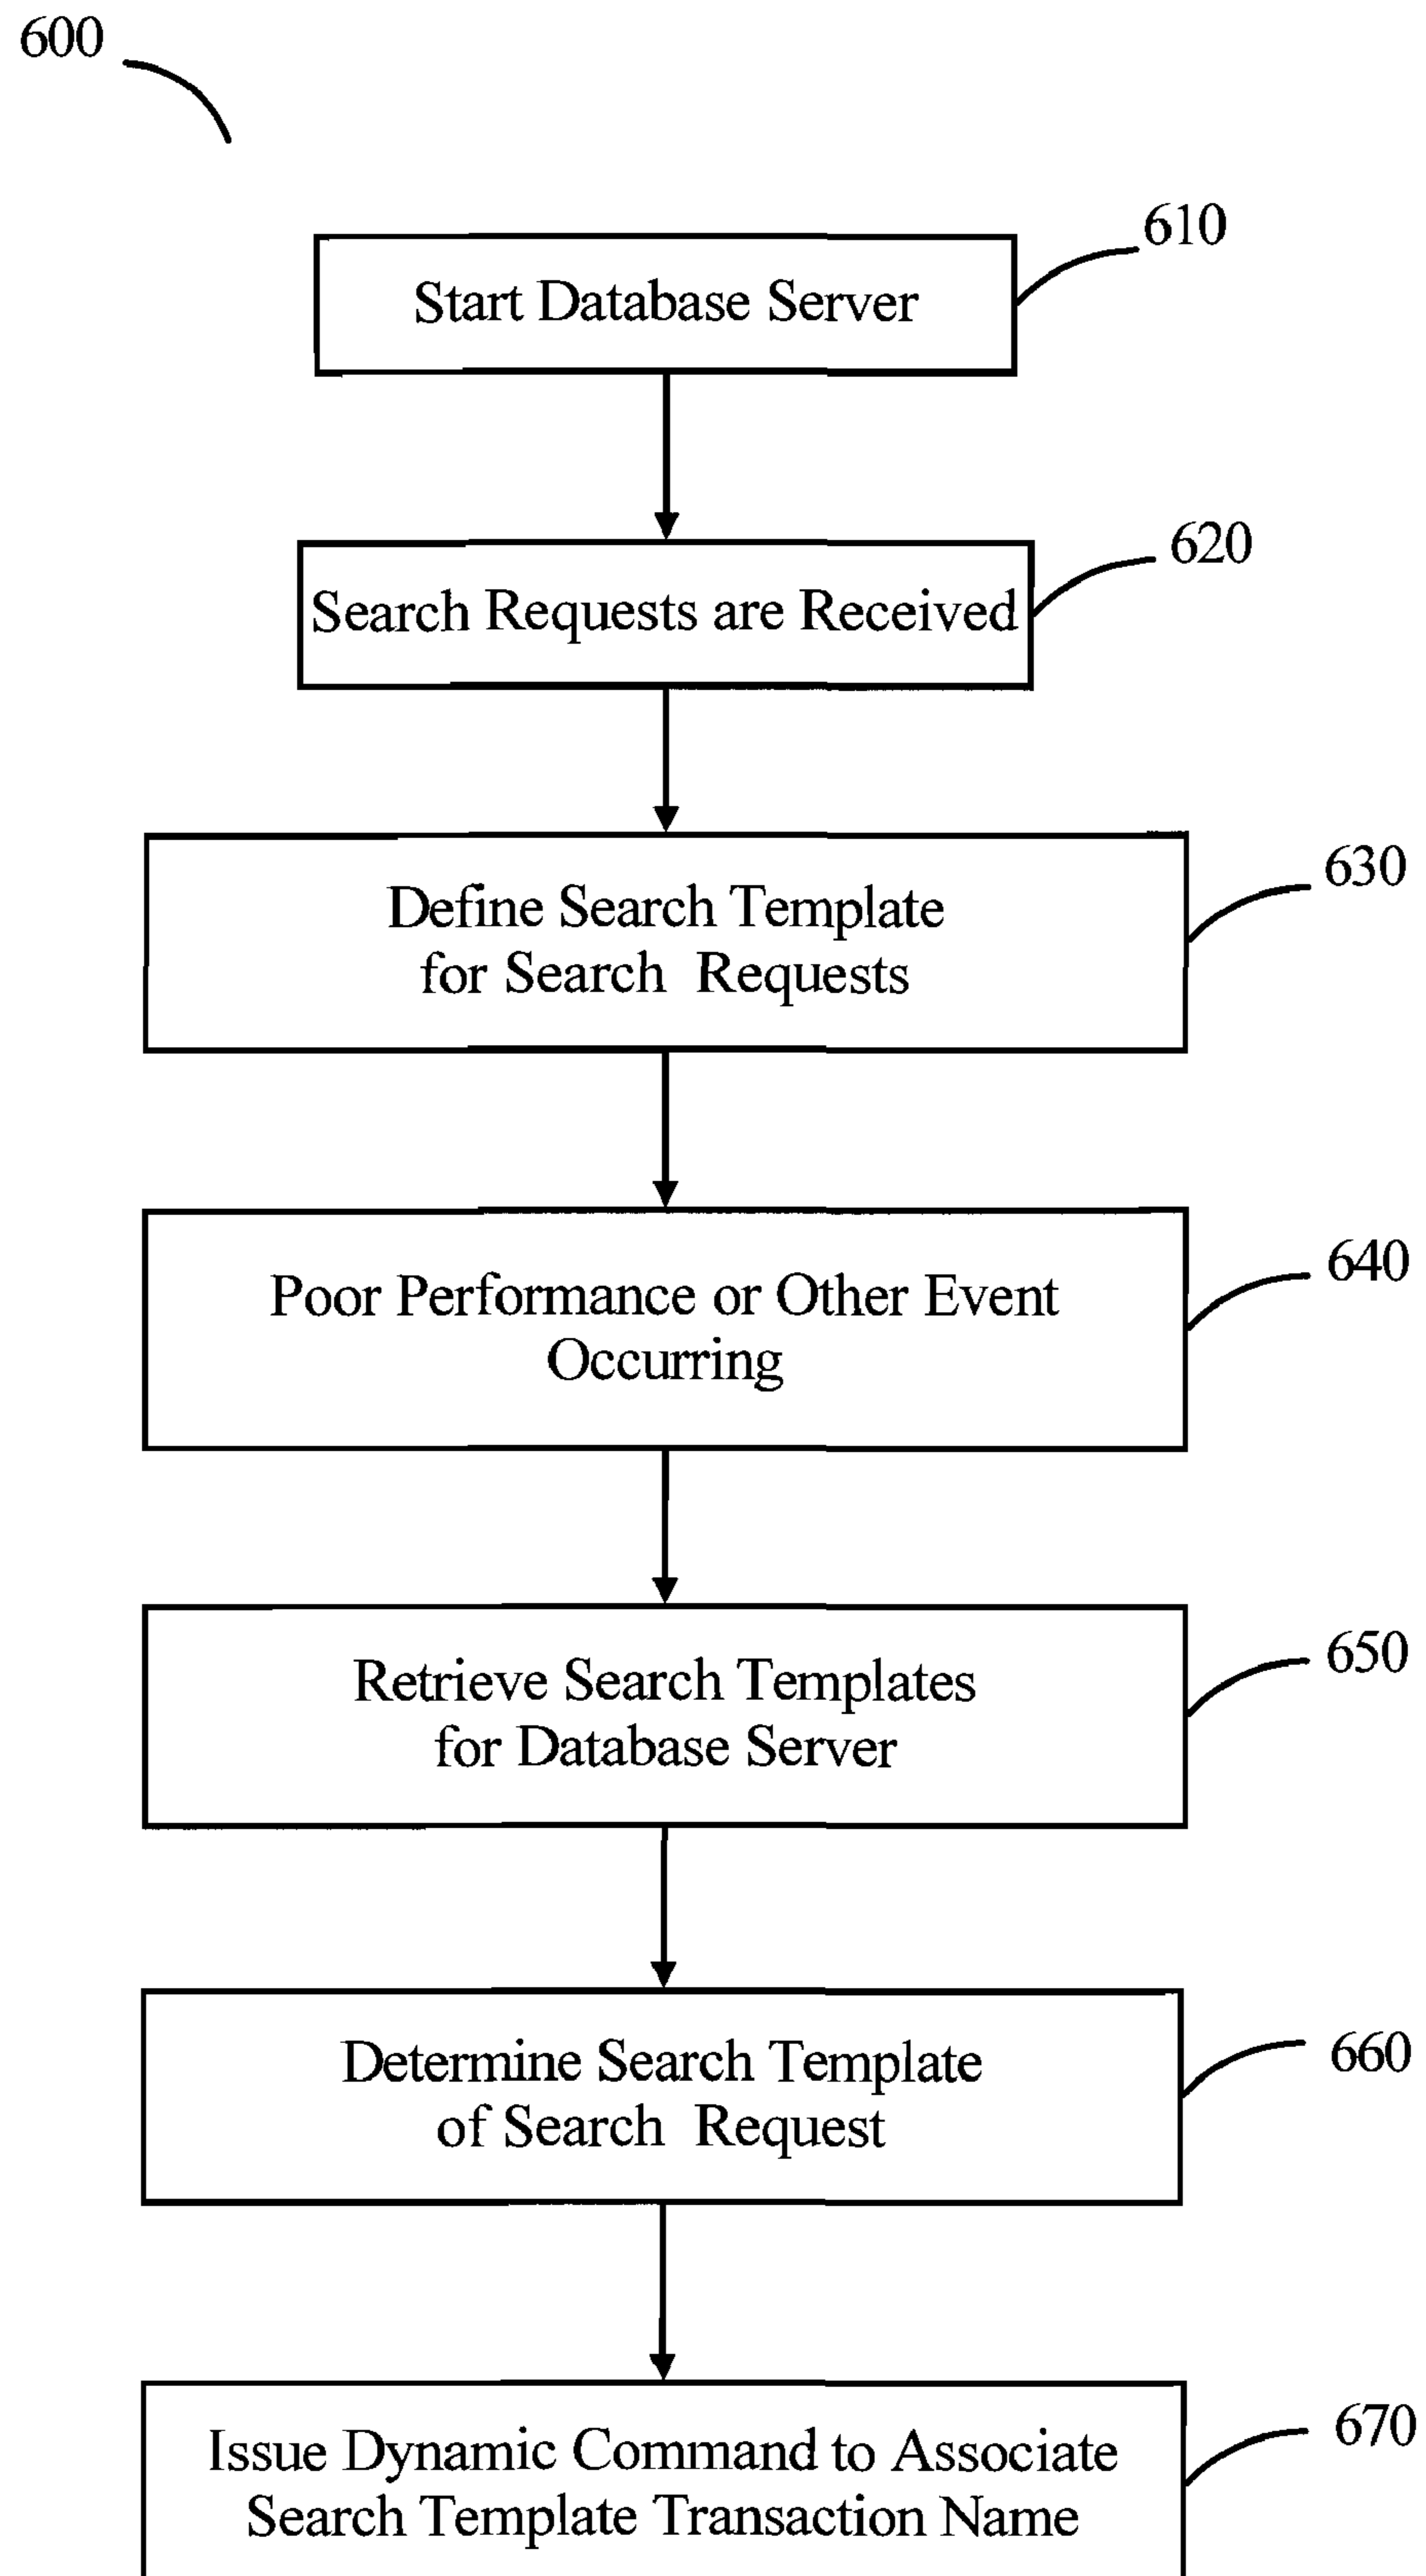 600
610
Start Database Server
620
Search Requests are Received
630
Define Search Template
for Search Requests
640
Poor Performance or Other Event
Occurring
650
Retrieve Search Templates
for Database Server
660
Determine Search Template
of Search Request
670
Issue Dynamic Command to Associate
Search Template Transaction Name